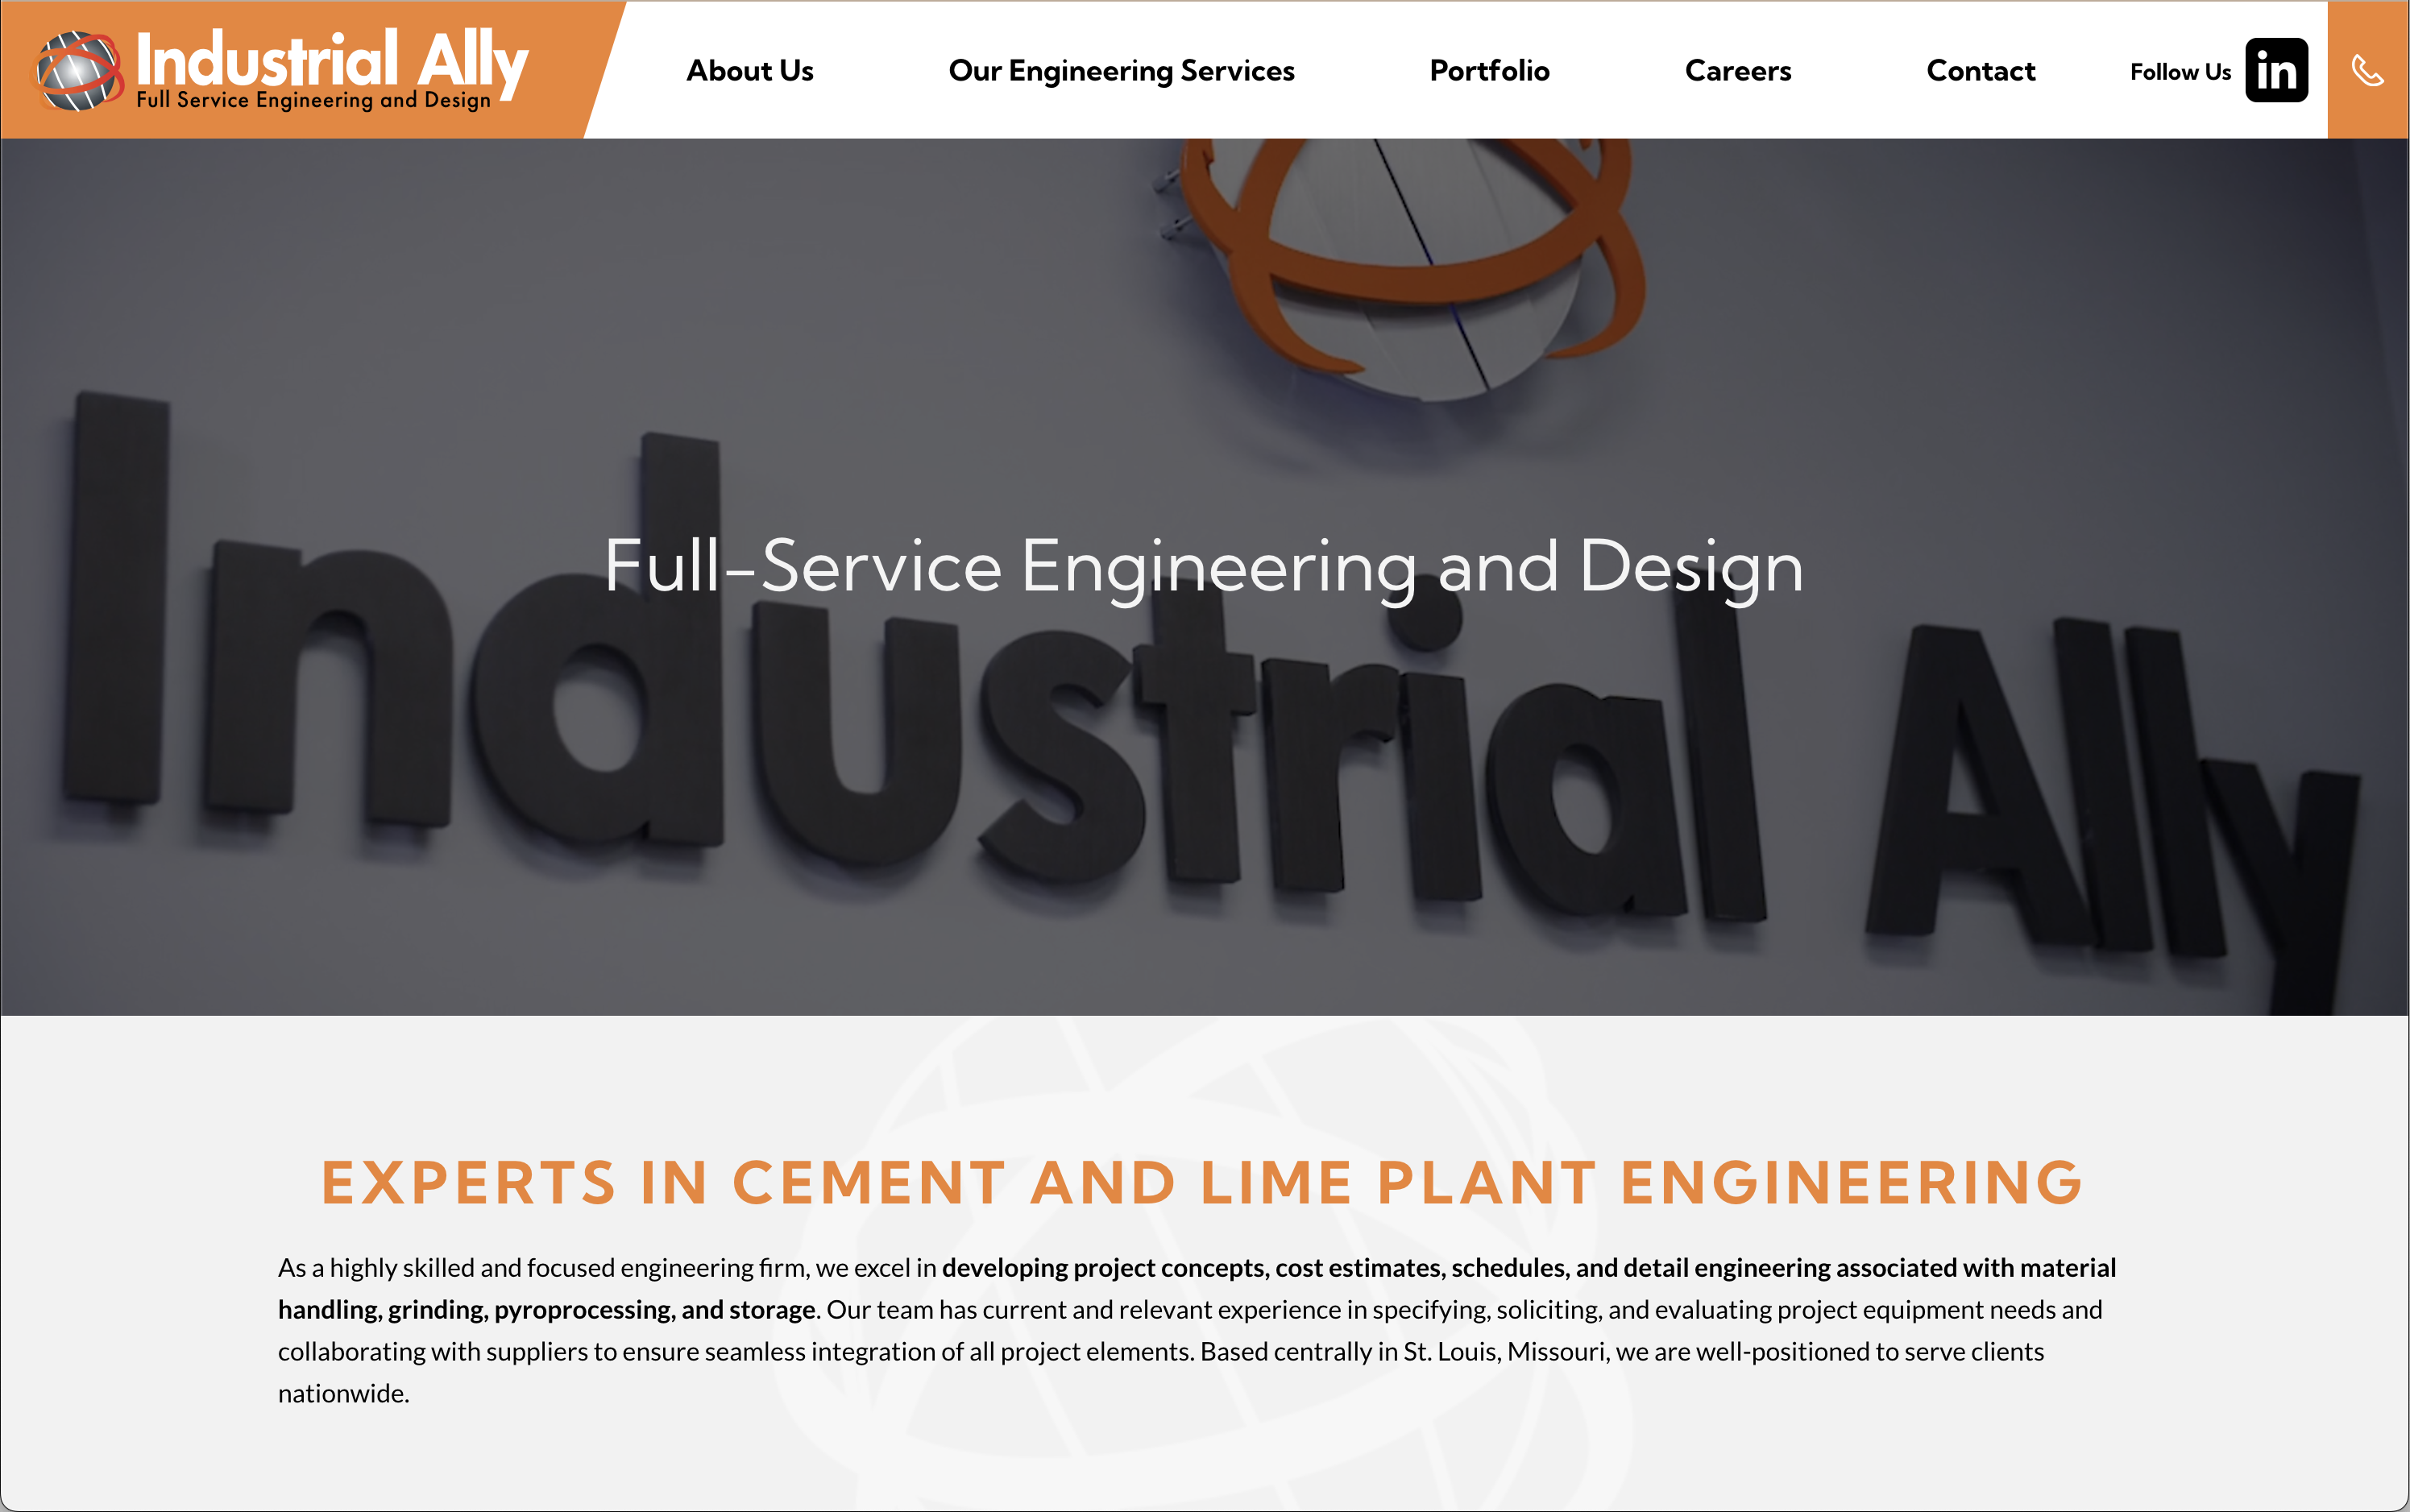 Industrial Ally
Full Service Engineering and Design
About Us
Our Engineering Services
Portfolio
Careers
Contact
Follow Us
in
Full-Service Engineering and Design
Industrial Ally
EXPERTS IN CEMENT AND LIME PLANT ENGINEERING
As a highly skilled and focused engineering firm, we excel in developing project concepts, cost estimates, schedules, and detail engineering associated with material
handling, grinding, pyroprocessing, and storage. Our team has current and relevant experience in specifying, soliciting, and evaluating project equipment needs and
collaborating with suppliers to ensure seamless integration of all project elements. Based centrally in St. Louis, Missouri, we are well-positioned to serve clients
nationwide.